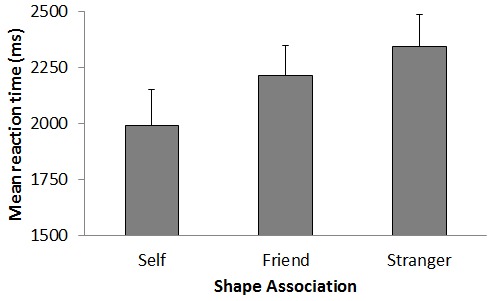 Mean reaction time (ms)
2500
2250
2000
1750
1500
Self Friend Stranger
Shape Association